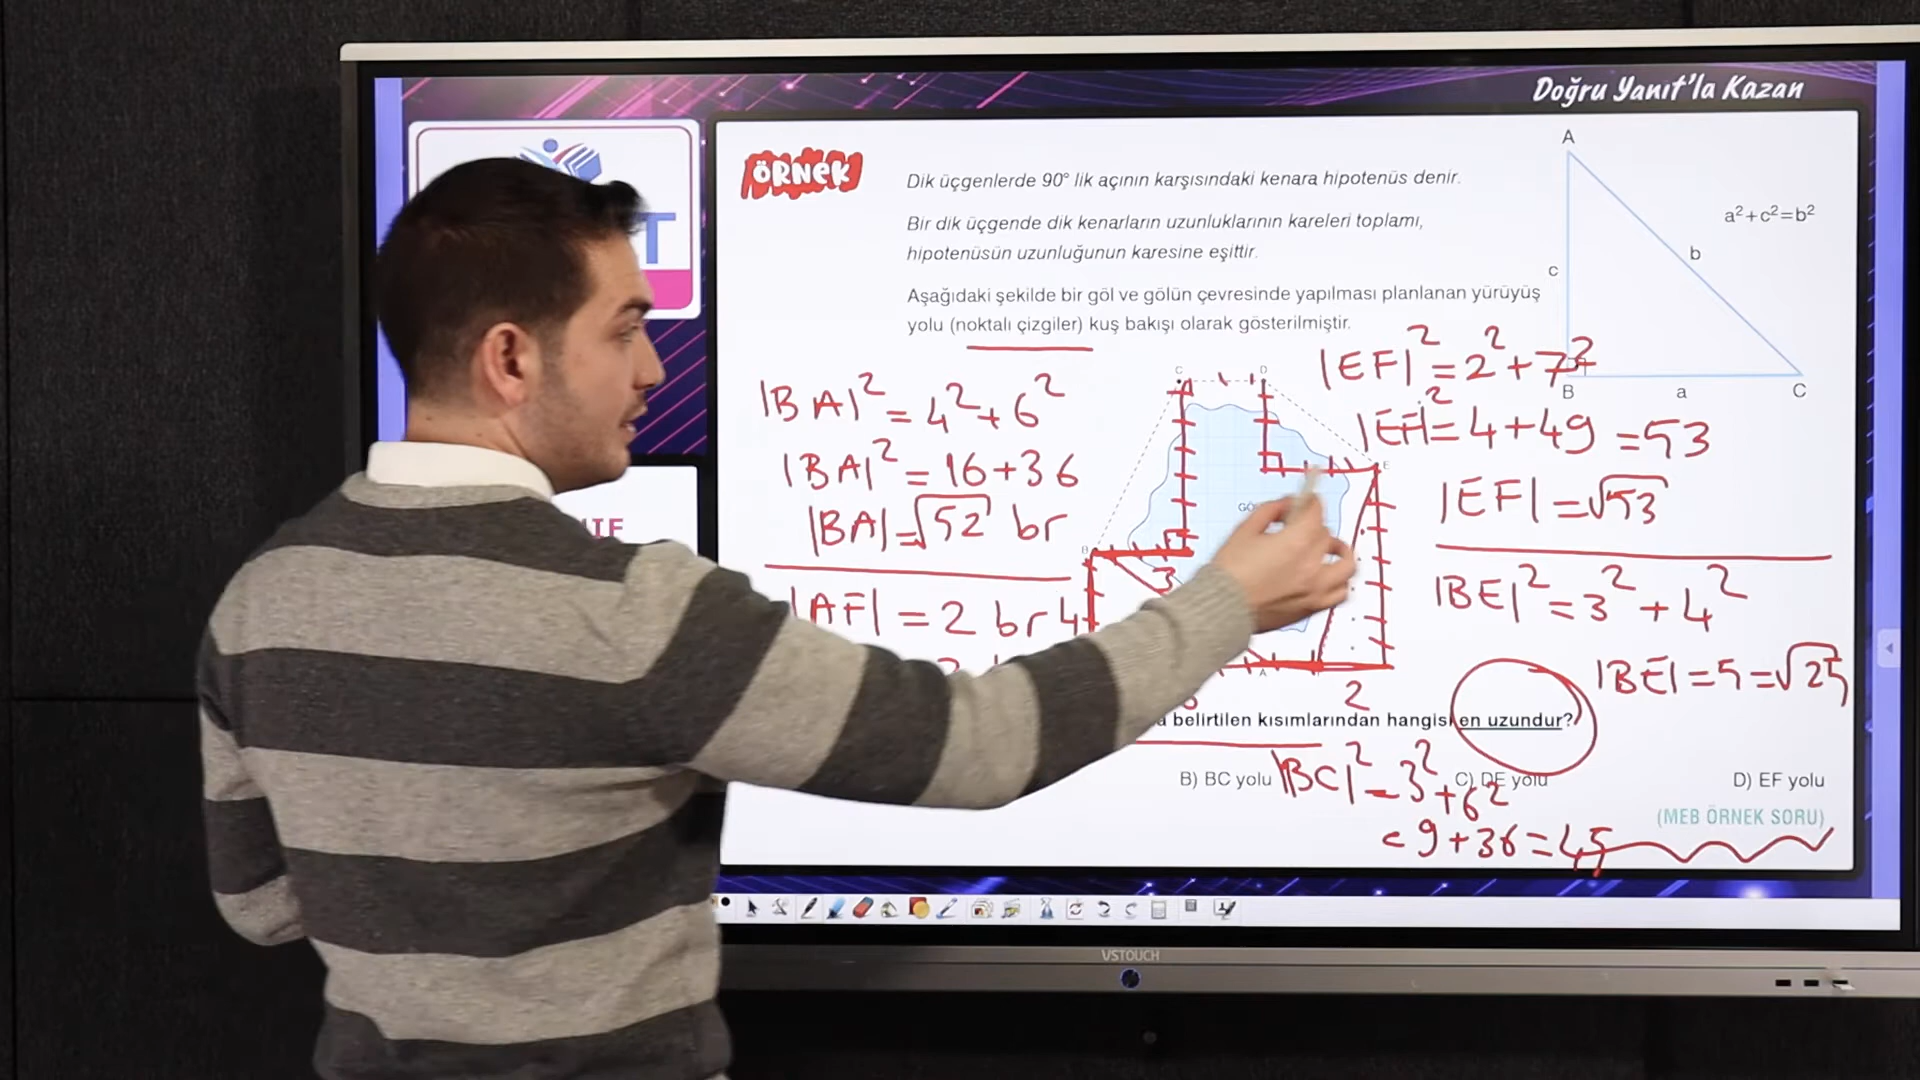 Doğru Yanıt'la Kazan
ÖRNEK
Dik üçgenlerde 90° lik açının karşısındaki kenara hipotenüs denir.
Bir dik üçgende dik kenarların uzunluklarının kareleri toplamı,
hipotenüsün uzunluğunun karesine eşittir.
Aşağıdaki şekilde bir göl ve gölün çevresinde yapılması planlanan yürüyüş
yolu (noktalı çizgiler) kuş bakışı olarak gösterilmiştir.
A
a²+c²=b²
b
c
B
a
C
T
|BA|² = 4² + 6²
|BA|² = 16+36
|BA| = √52 br
|AF| = 2 br
C
D
E
B
A
3
4
2
|EF|² = 2² + 7²
|EF|² = 4 + 49 = 53
|EF| = √53
|BE|² = 3² + 4²
|BE| = 5 = √25
belirtilen kısımlarından hangisi en uzundur?
B) BC yolu
C) DE yolu
D) EF yolu
|BC|² = 3² + 6²
= 9+36 = 45
(MEB ÖRNEK SORU)
VSTOUCH